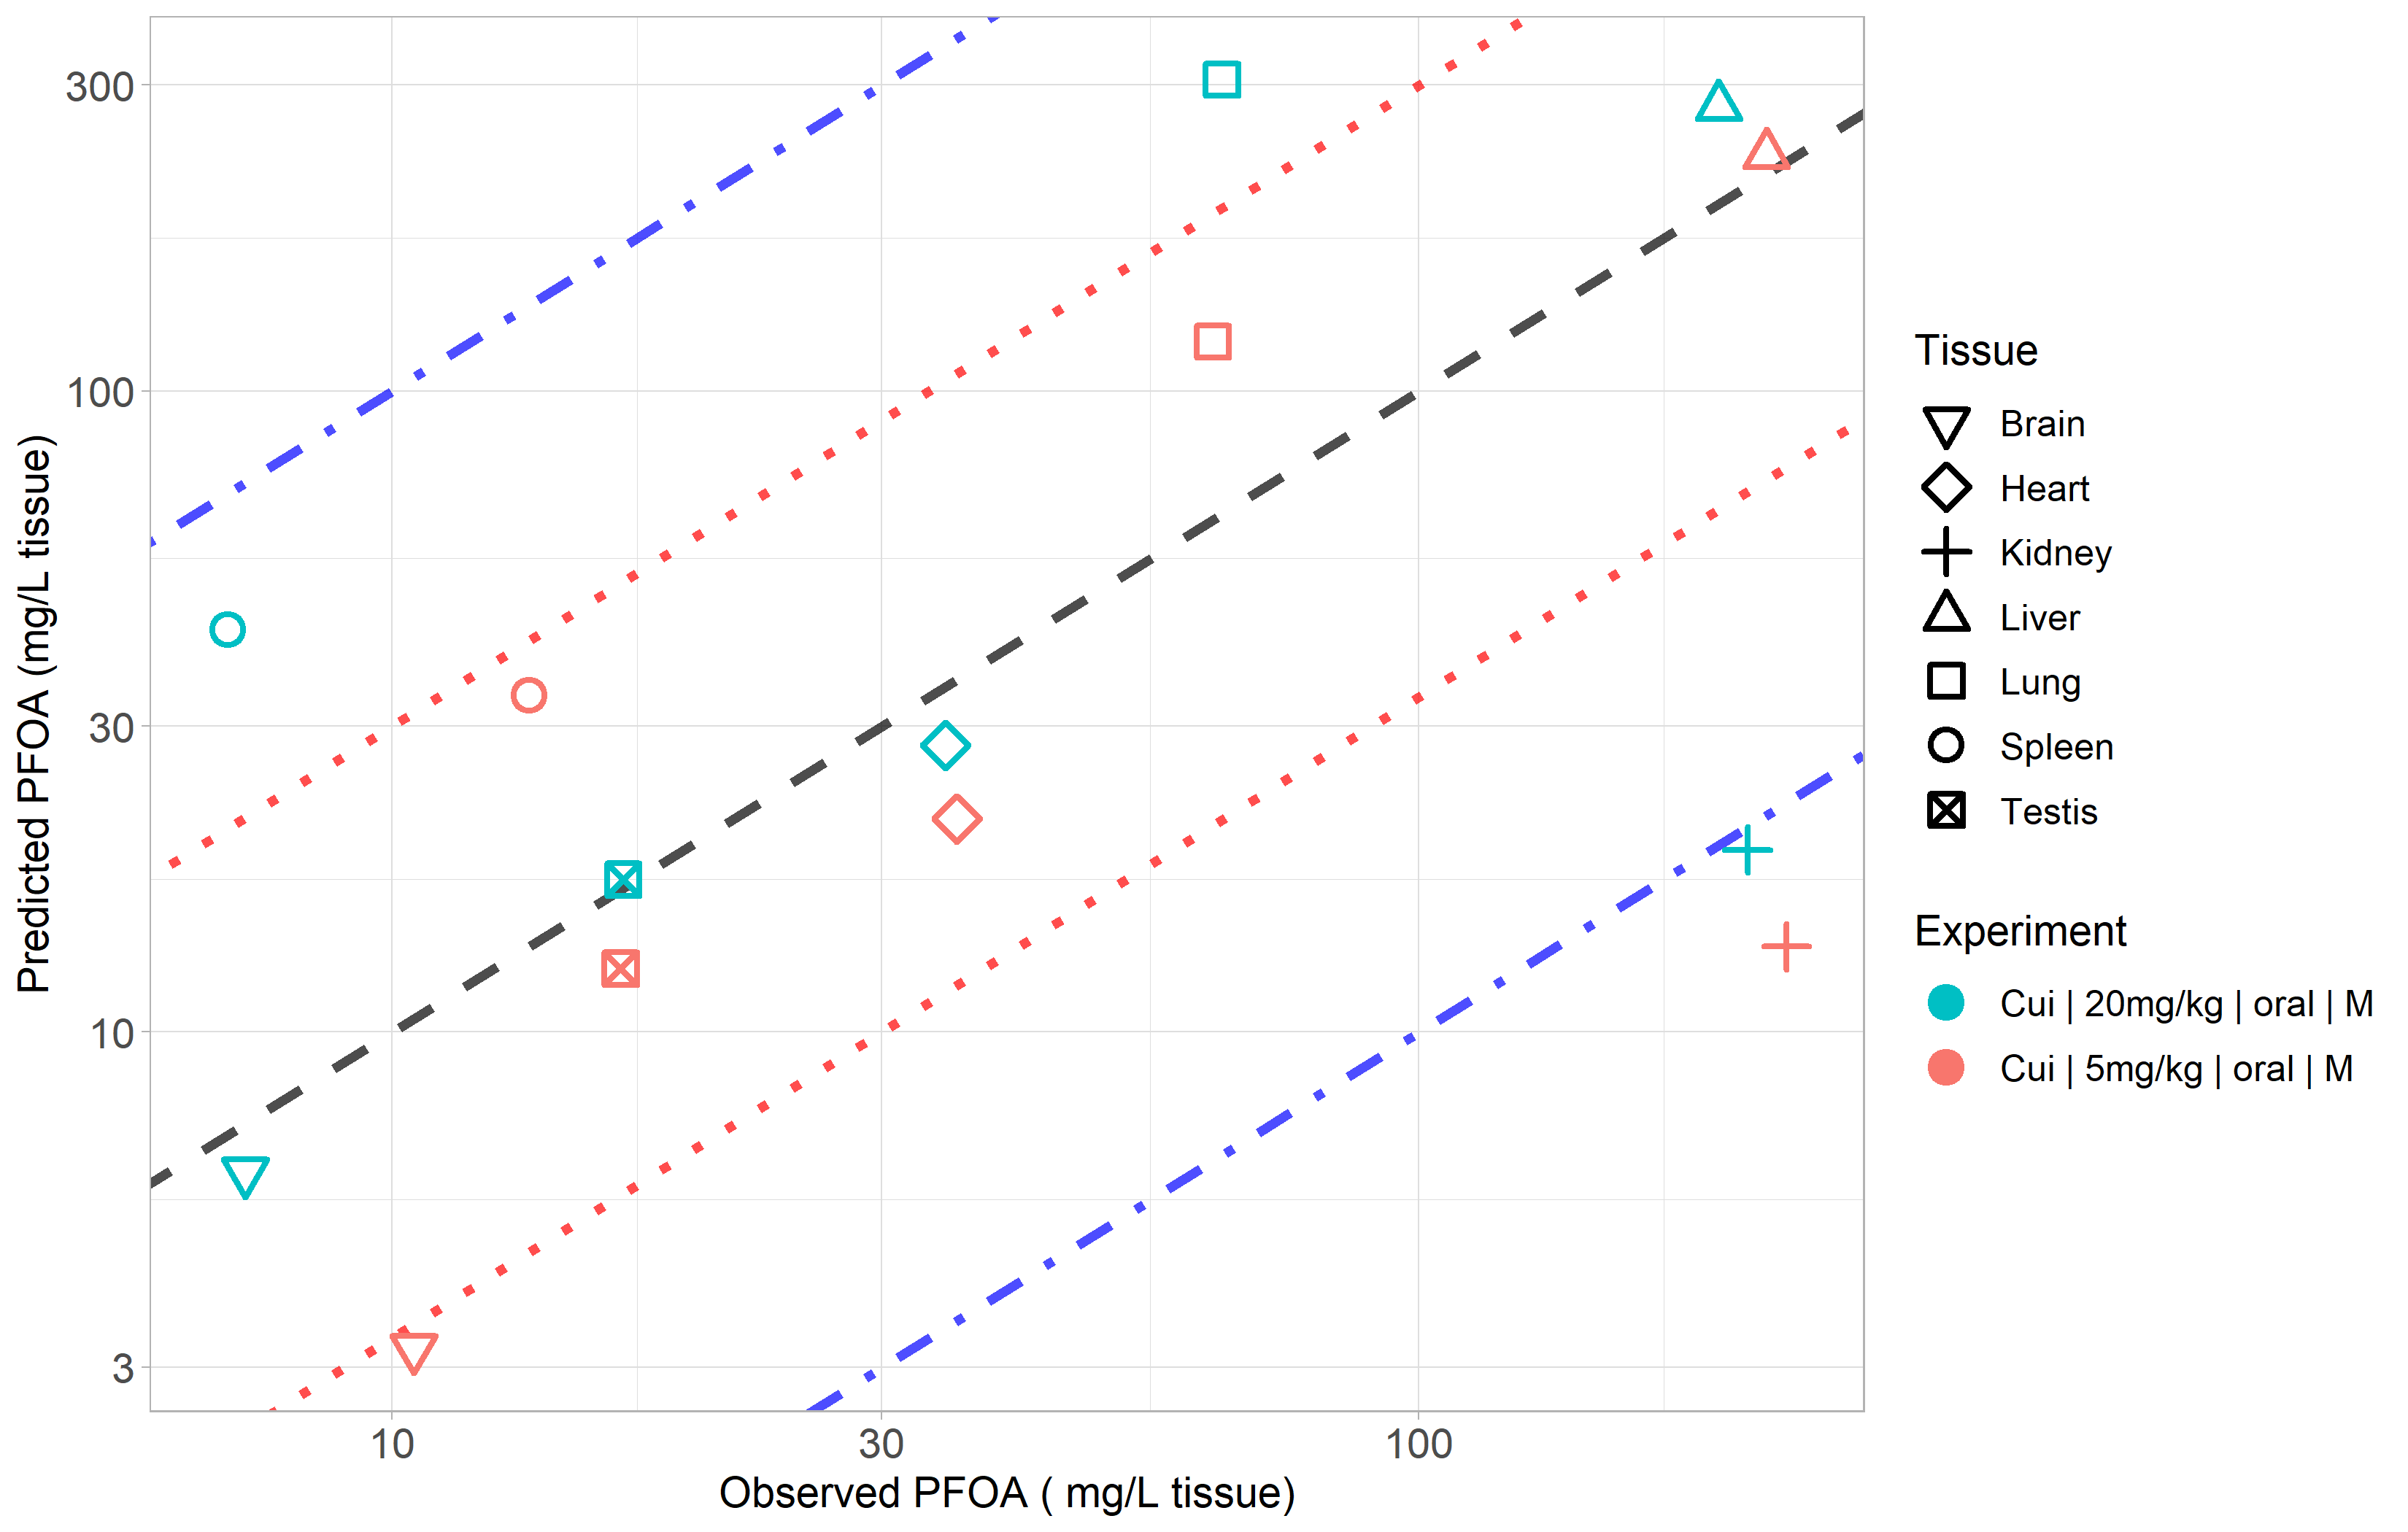 300
100
30
10
3
Predicted PFOA (mg/L tissue)
10
30
100
Observed PFOA ( mg/L tissue)
Tissue
Brain
Heart
Kidney
Liver
Lung
Spleen
Testis
Experiment
Cui | 20mg/kg | oral | M
Cui | 5mg/kg | oral | M